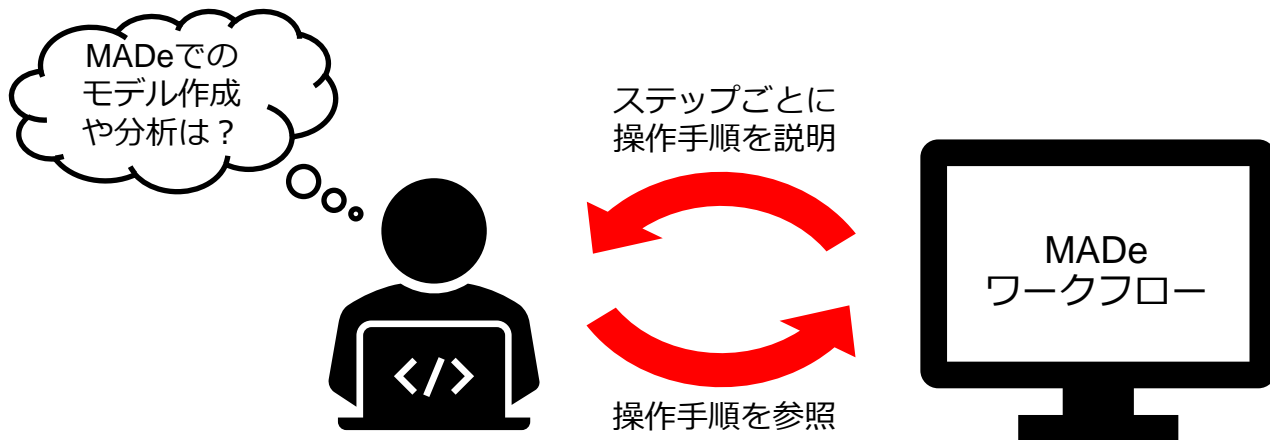 MADeでの
モデル作成
や分析は？
ステップごとに
操作手順を説明
MADe
ワークフロー
</>
操作手順を参照